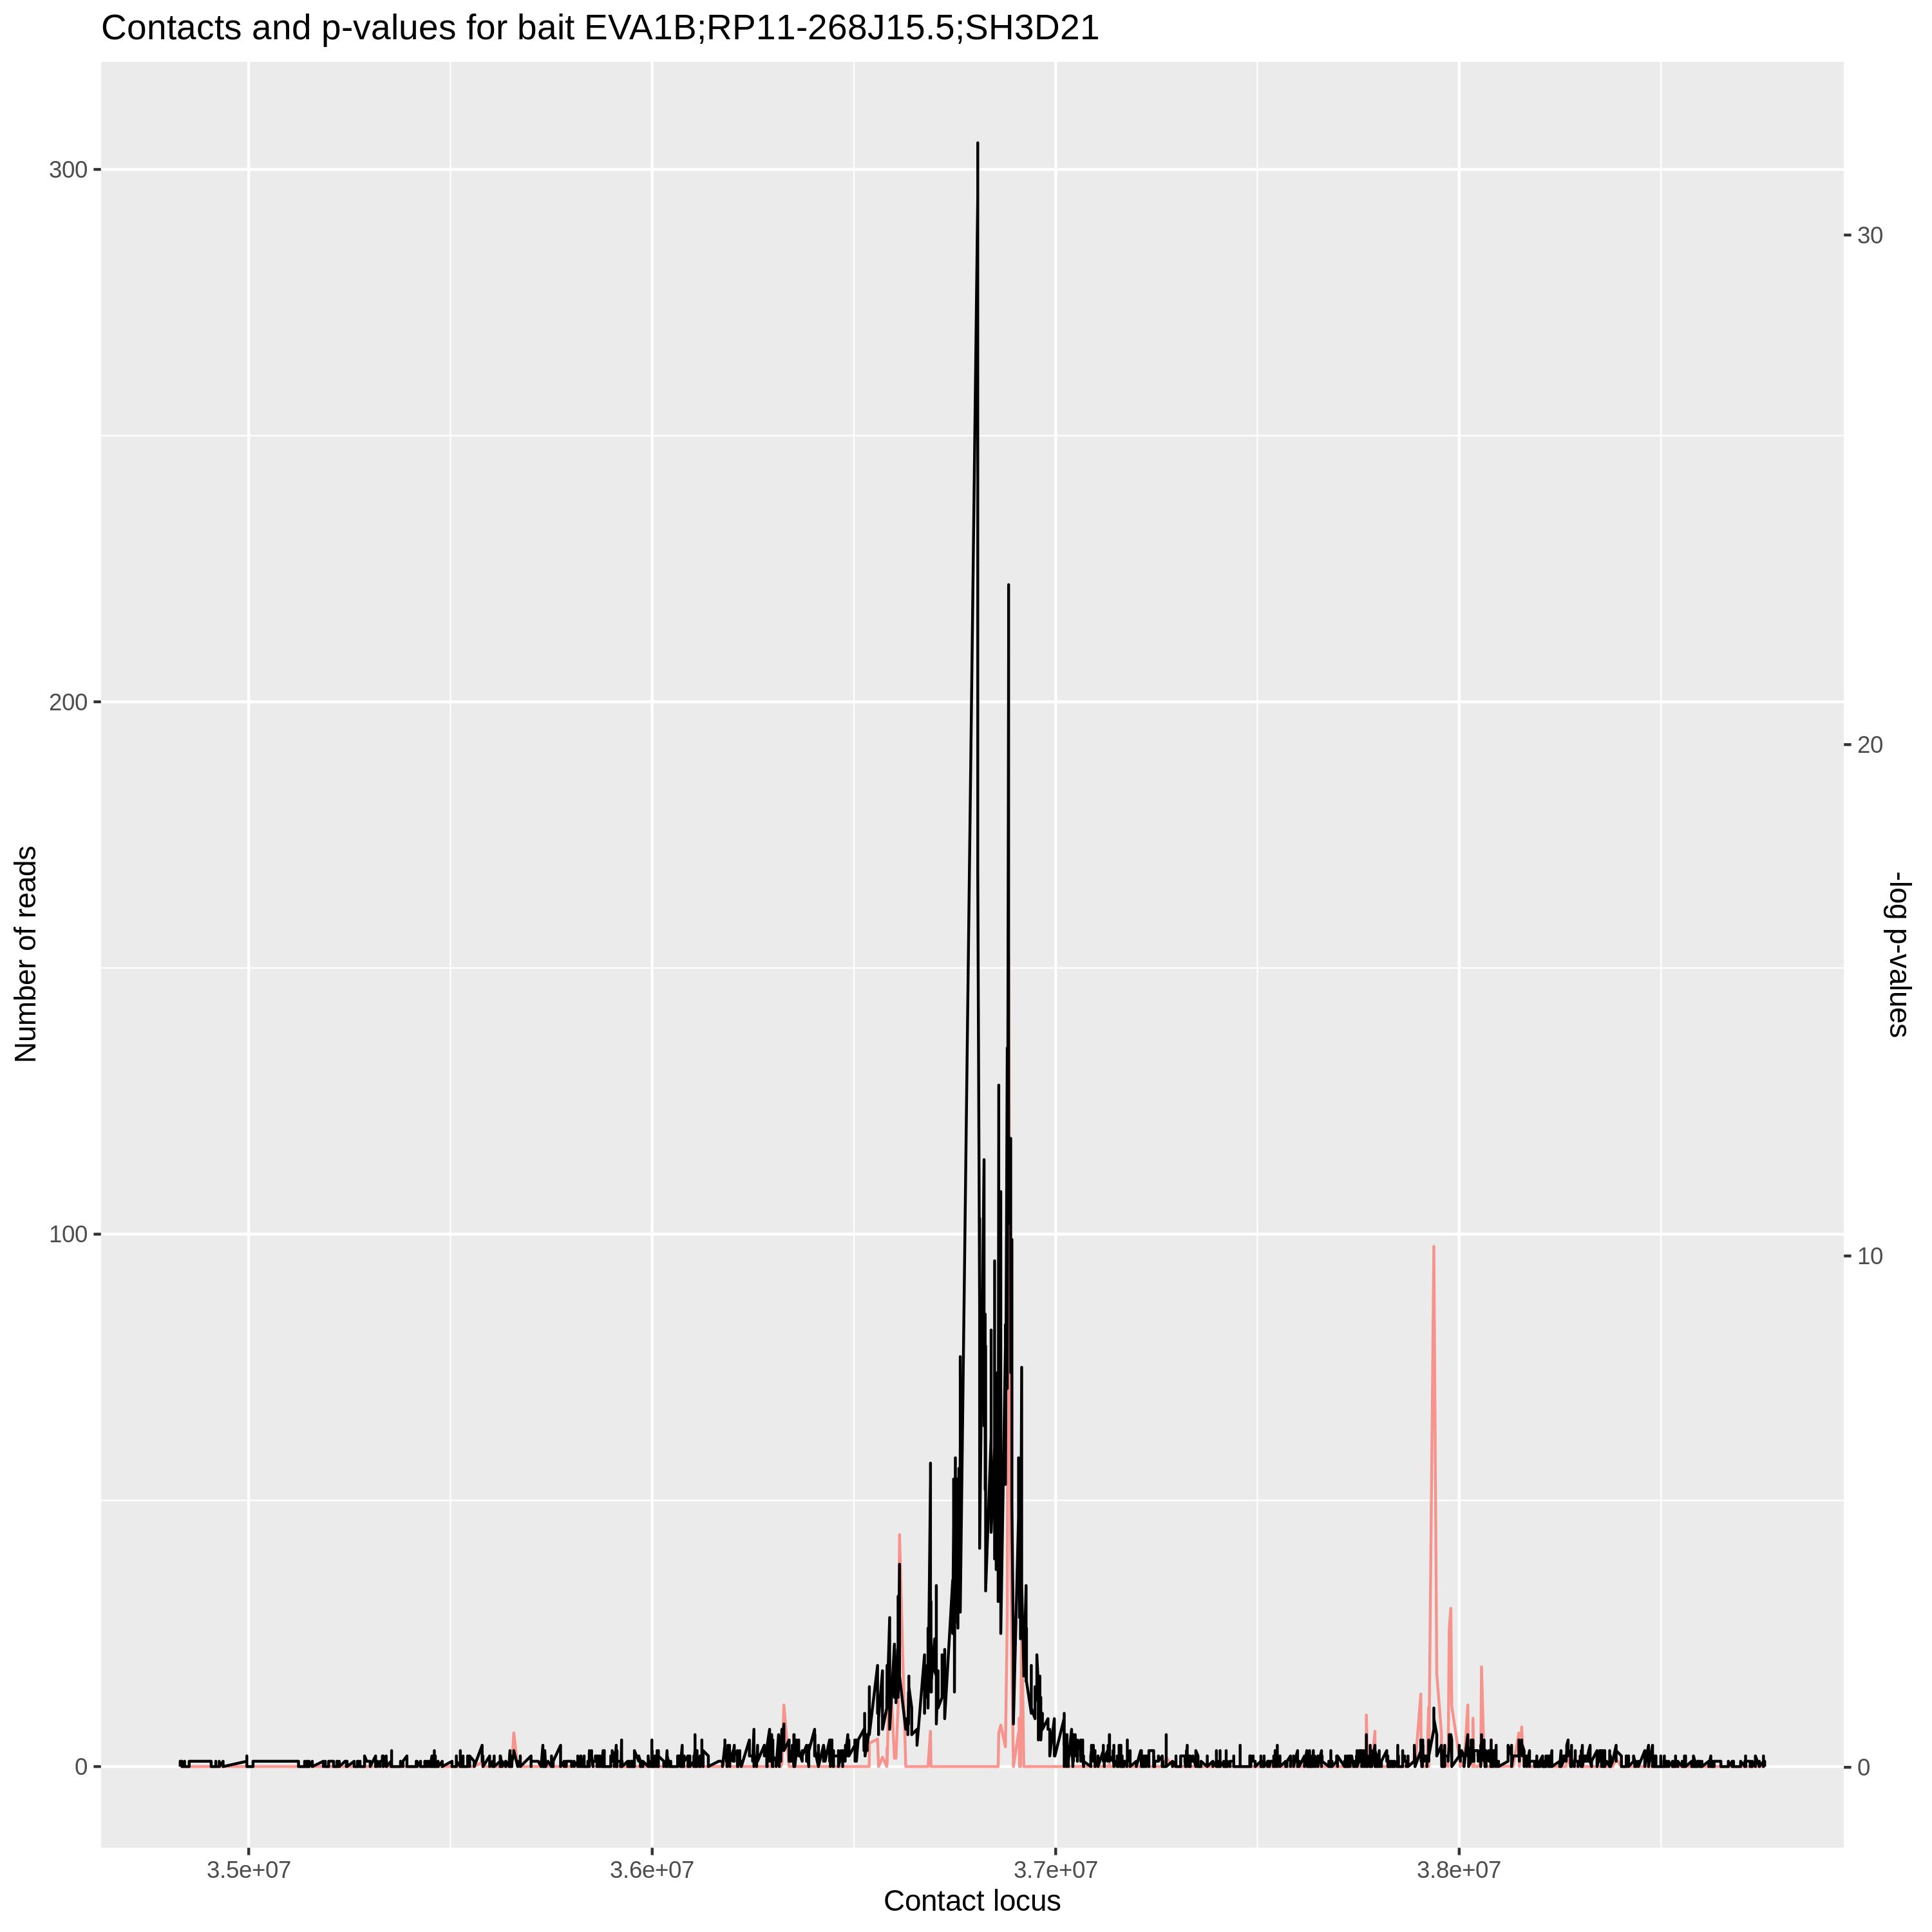 Contacts and p-values for bait EVA1B;RP11-268J15.5;SH3D21
300
200
100
0
Number of reads
30
20
10
0
-log p-values
3.5e+07
3.6e+07
3.7e+07
3.8e+07
Contact locus